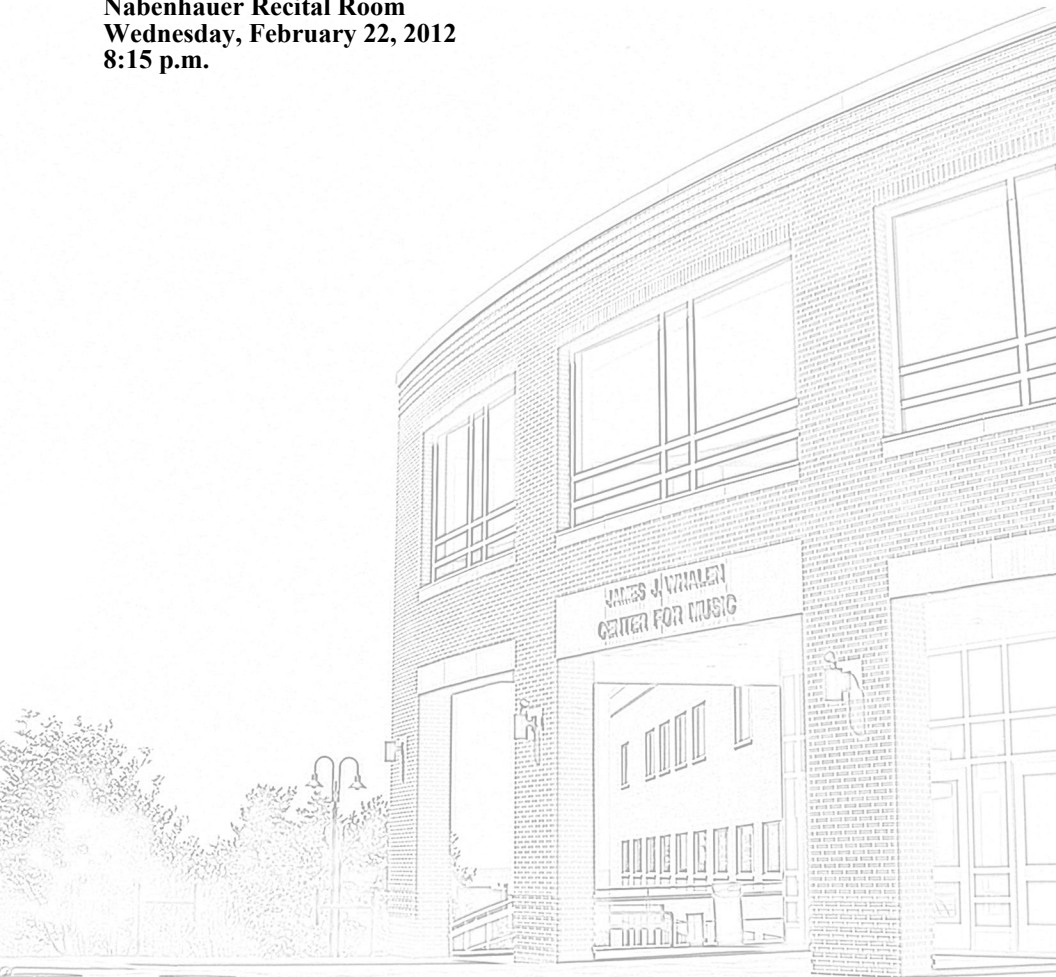 Nabenhauer Recital Room
Wednesday, February 22, 2012
8:15 p.m.
JAMES J. WHALEN
CENTER FOR MUSIC